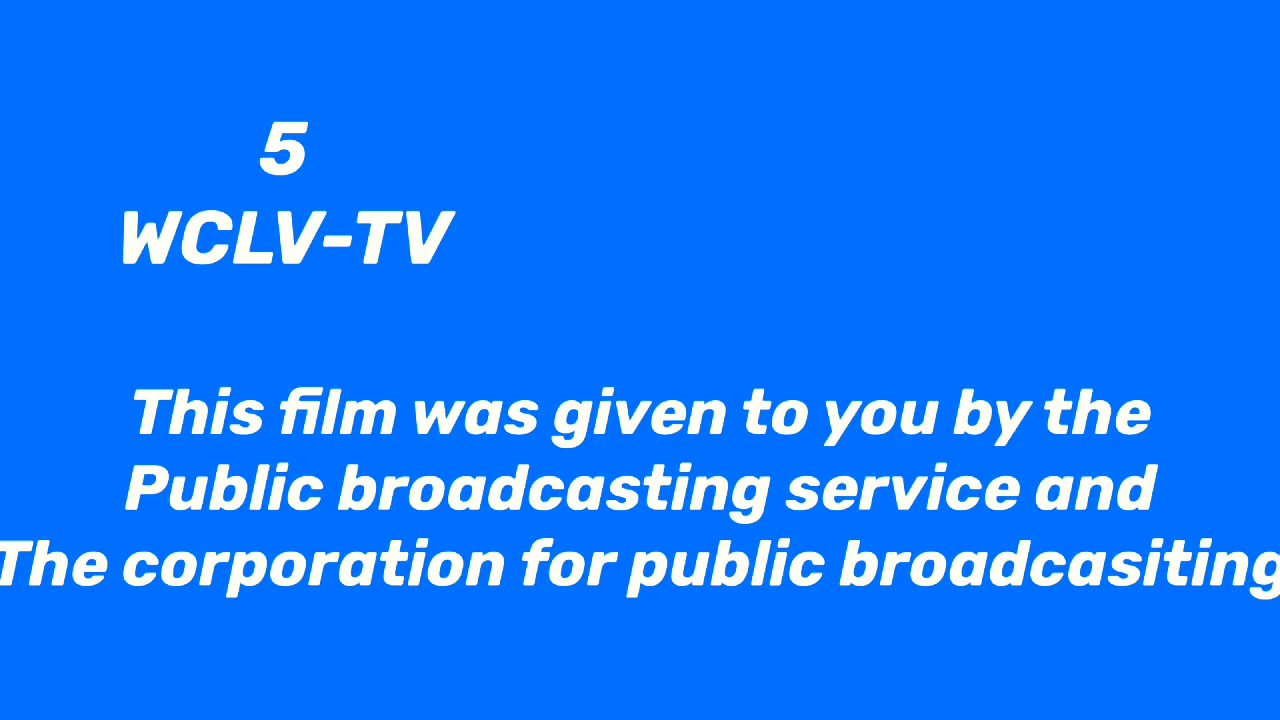 5
WCLV-TV
This film was given to you by the
Public broadcasting service and
The corporation for public broadcasiting